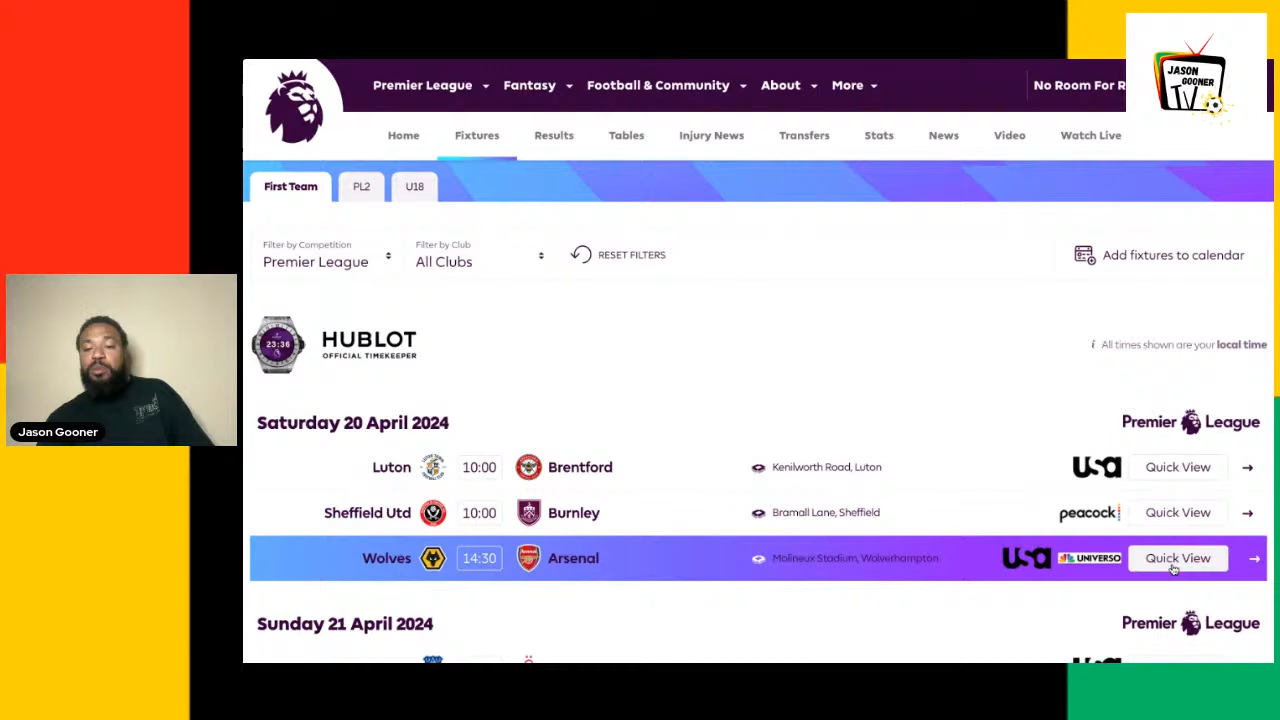 JASON
GOONER
TV
Premier League
Fantasy
Football & Community
About
More
No Room For R
Home
Fixtures
Results
Tables
Injury News
Transfers
Stats
News
Video
Watch Live
First Team
PL2
U18
Filter by Competition
Premier League
Filter by Club
All Clubs
RESET FILTERS
Add fixtures to calendar
23:36
HUBLOT
OFFICIAL TIMEKEEPER
i All times shown are your local time
Saturday 20 April 2024
Premier League
Luton 10:00 Brentford Kenilworth Road, Luton usa Quick View →
Sheffield Utd 10:00 Burnley Bramall Lane, Sheffield peacock Quick View →
Wolves 14:30 Arsenal Molineux Stadium, Wolverhampton usa UNIVERSO Quick View →
Sunday 21 April 2024
Premier League
Jason Gooner